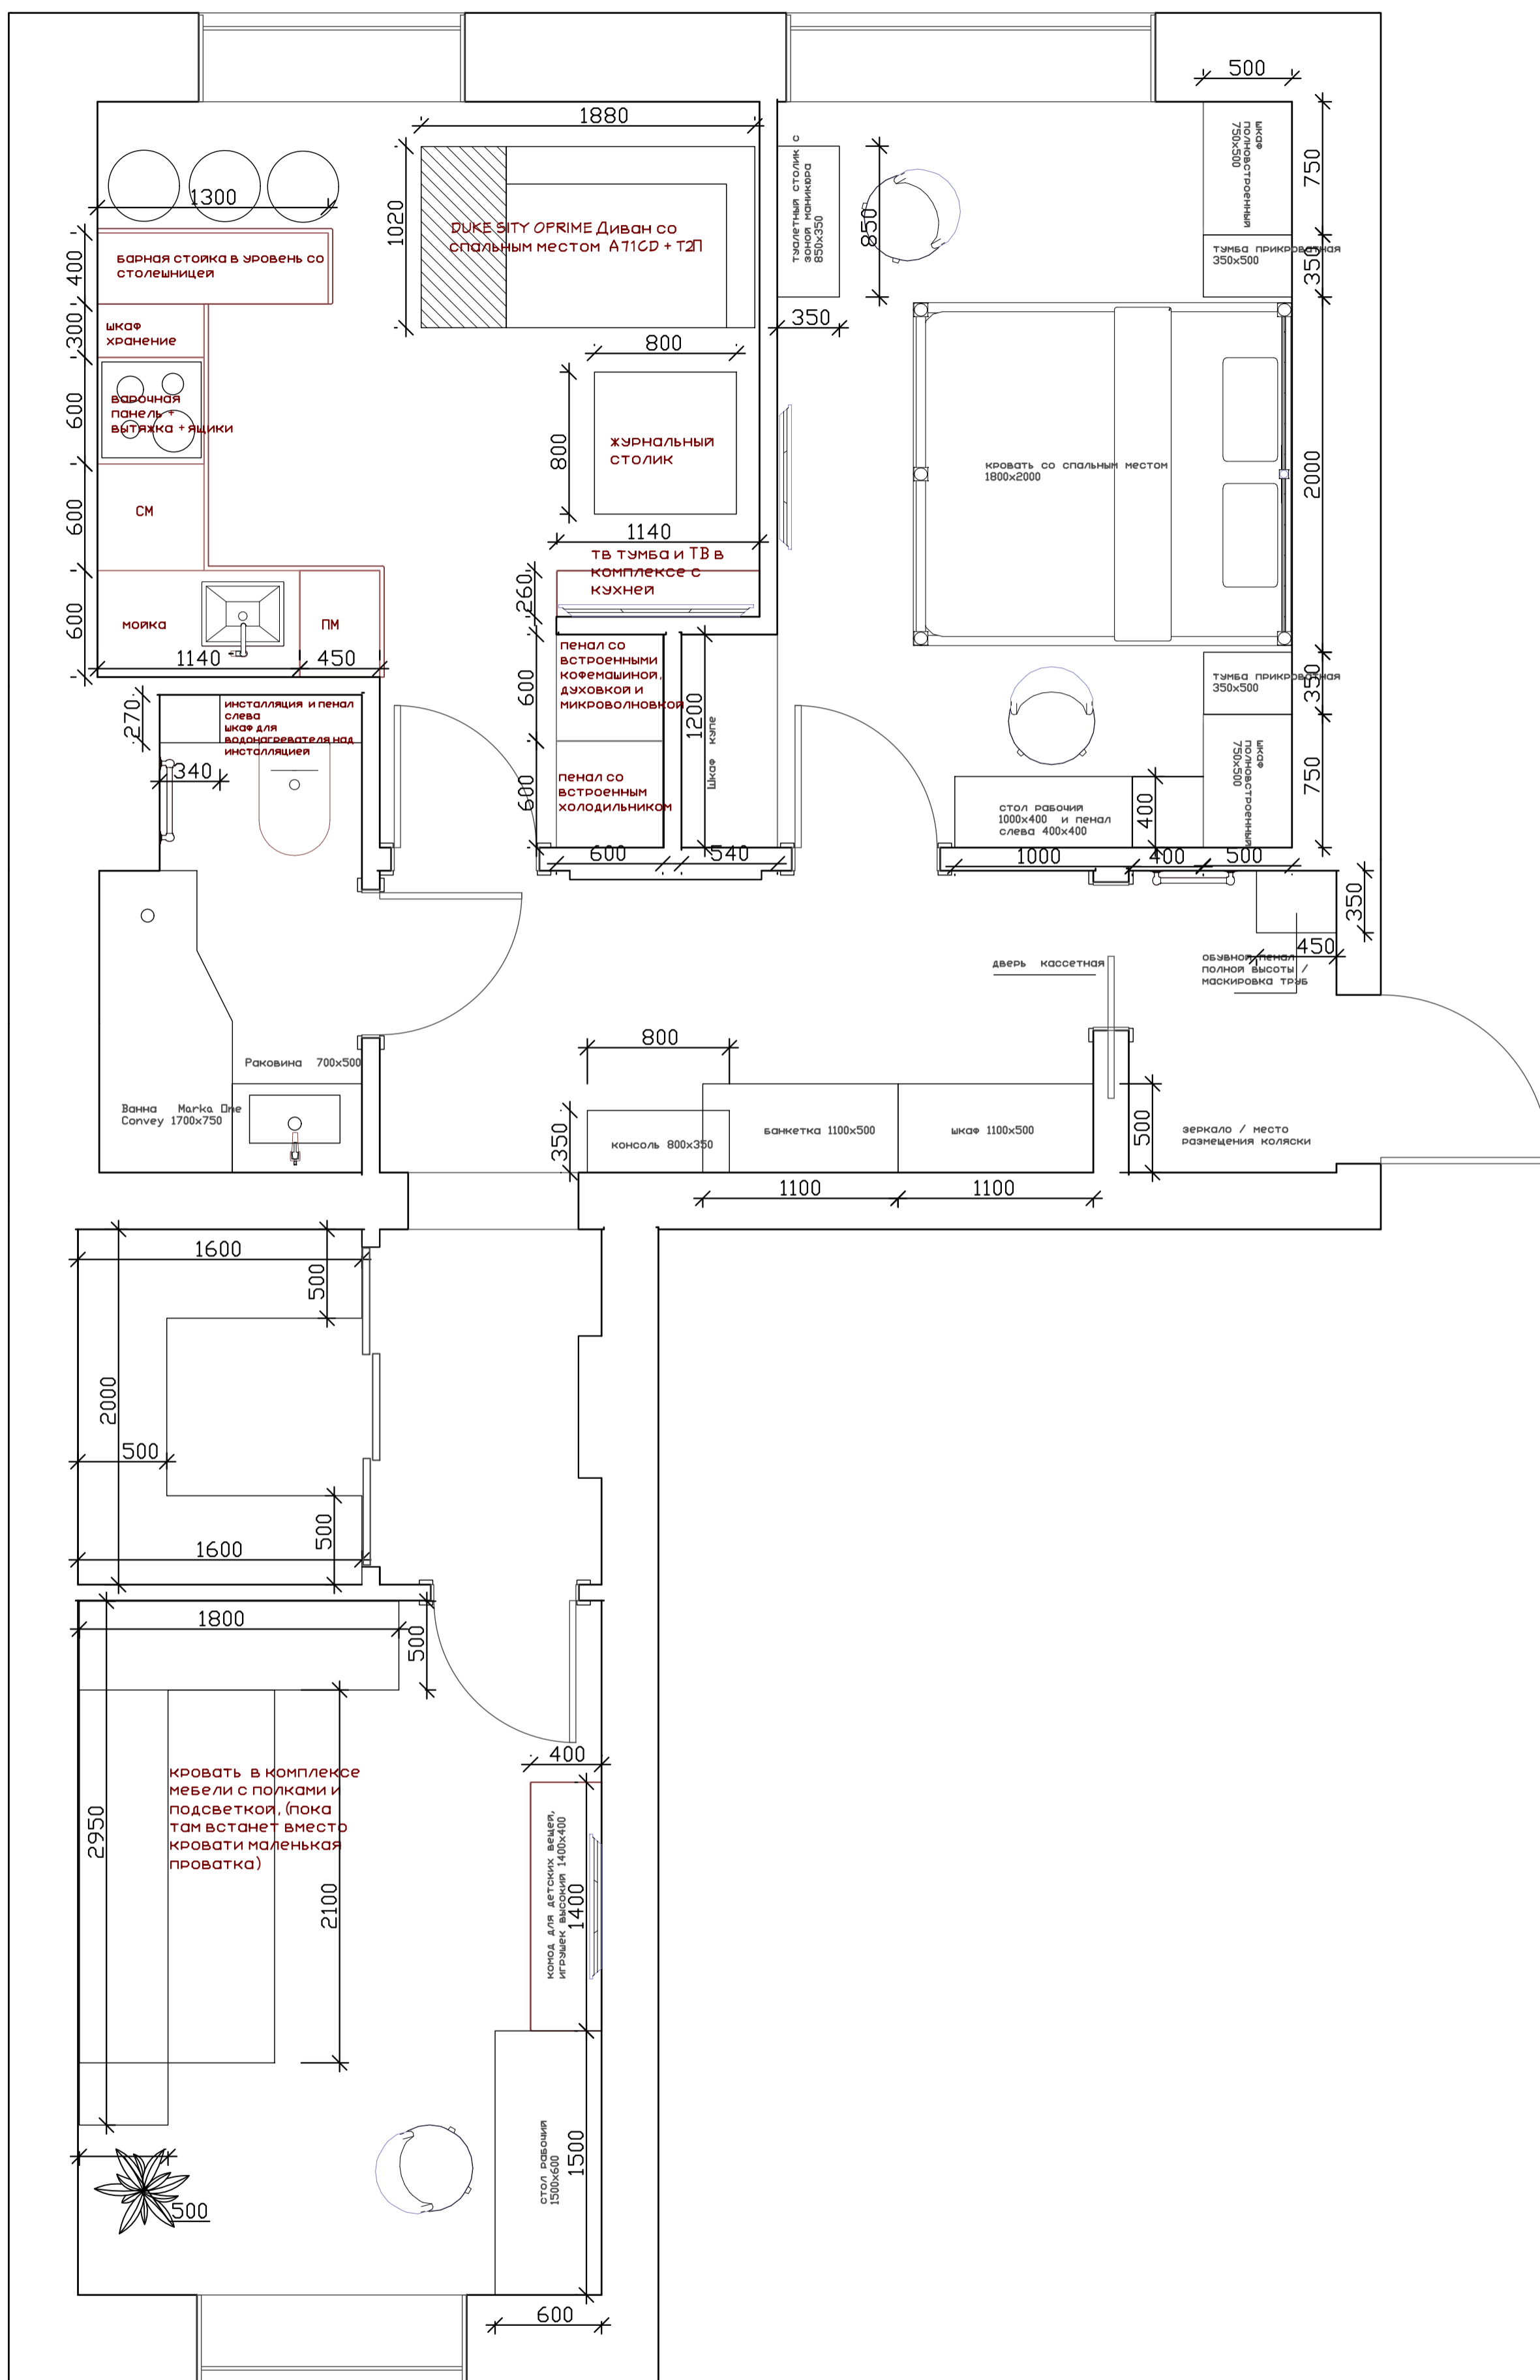 500
1880
1300
1020
DUKE SITY OPRIME Диван со
спальным местом А71СD + Т2П
туалетный столик с
зоной маникюра
850х350
850
шкаф
полновстроенный
750х500
750
тумба прикроватная
350х500
350
барная стойка в уровень со
столешницей
400
300
шкаф
хранение
350
800
600
варочная
панель +
вытяжка + ящики
800
журнальный
столик
кровать со спальным местом
1800х2000
2000
600
СМ
1140
тв тумба и ТВ в
комплексе с
кухней
260
600
мойка
ПМ
1140
450
пенал со
встроенными
кофемашиной,
духовкой и
микроволновкой
600
1200
Шкаф купе
тумба прикроватная
350х500
350
270
инсталляция и пенал
слева
шкаф для
водонагревателя над
инсталляцией
340
600
пенал со
встроенным
холодильником
шкаф
полновстроенный
750х500
750
стол рабочий
1000х400 и пенал
слева 400х400
400
600
540
1000
400
500
350
450
дверь кассетная
обувной пенал
полной высоты /
маскировка труб
Раковина 700х500
800
Ванна Marka One
Convey 1700х750
350
консоль 800х350
банкетка 1100х500
шкаф 1100х500
500
зеркало / место
размещения коляски
1100
1100
1600
500
2000
500
500
1600
1800
500
400
кровать в комплексе
мебели с полками и
подсветкой, (пока
там встанет вместо
кровати маленькая
проватка)
2950
2100
комод для детских вещей,
игрушек высокий 1400х400
1400
стол рабочий
1500х600
1500
500
600